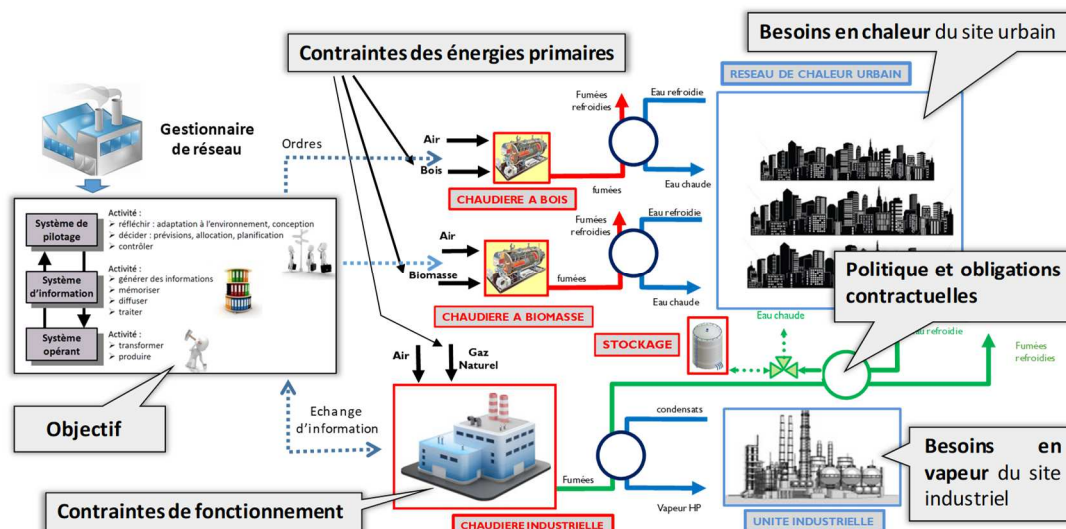 Contraintes des énergies primaires
Besoins en chaleur du site urbain
RESEAU DE CHALEUR URBAIN
Gestionnaire
de réseau
Ordres
Air
Bois
CHAUDIERE A BOIS
fumées
Fumées
refroidies
Eau refroidie
Eau chaude
Système de
pilotage
Activité :
réfléchir : adaptation à l'environnement, conception
décider : prévisions, allocation, planification
contrôler
Système
d'information
Activité :
générer des informations
mémoriser
diffuser
traiter
Système
opérant
Activité :
transformer
produire
Air
Biomasse
CHAUDIERE A BIOMASSE
fumées
Fumées
refroidies
Eau refroidie
Eau chaude
Politique et obligations
contractuelles
STOCKAGE
Eau chaude
refroidie
Fumées
refroidies
Air
Gaz
Naturel
Objectif
Echange
d'information
condensats
Fumées
Vapeur HP
Besoins en
vapeur du site
industriel
Contraintes de fonctionnement
CHAUDIERE INDUSTRIELLE
UNITE INDUSTRIELLE